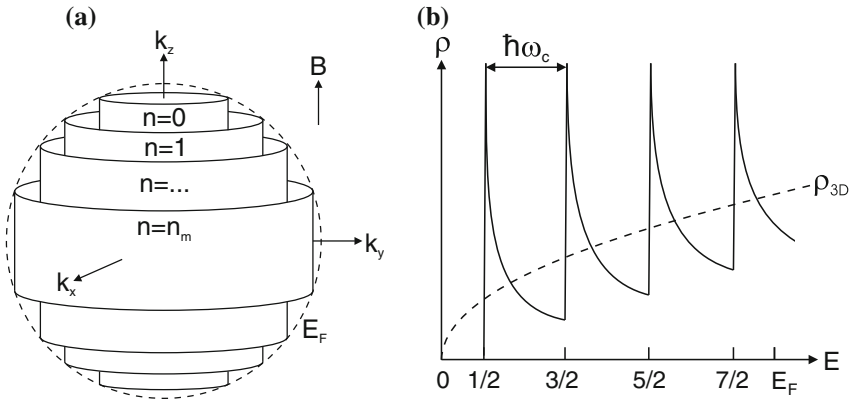 (a)
k_z
B
n=0
n=1
n=...
n=n_m
k_y
k_x
E_F
(b)
ρ
ħω_c
ρ_3D
E
0 1/2 3/2 5/2 7/2 E_F